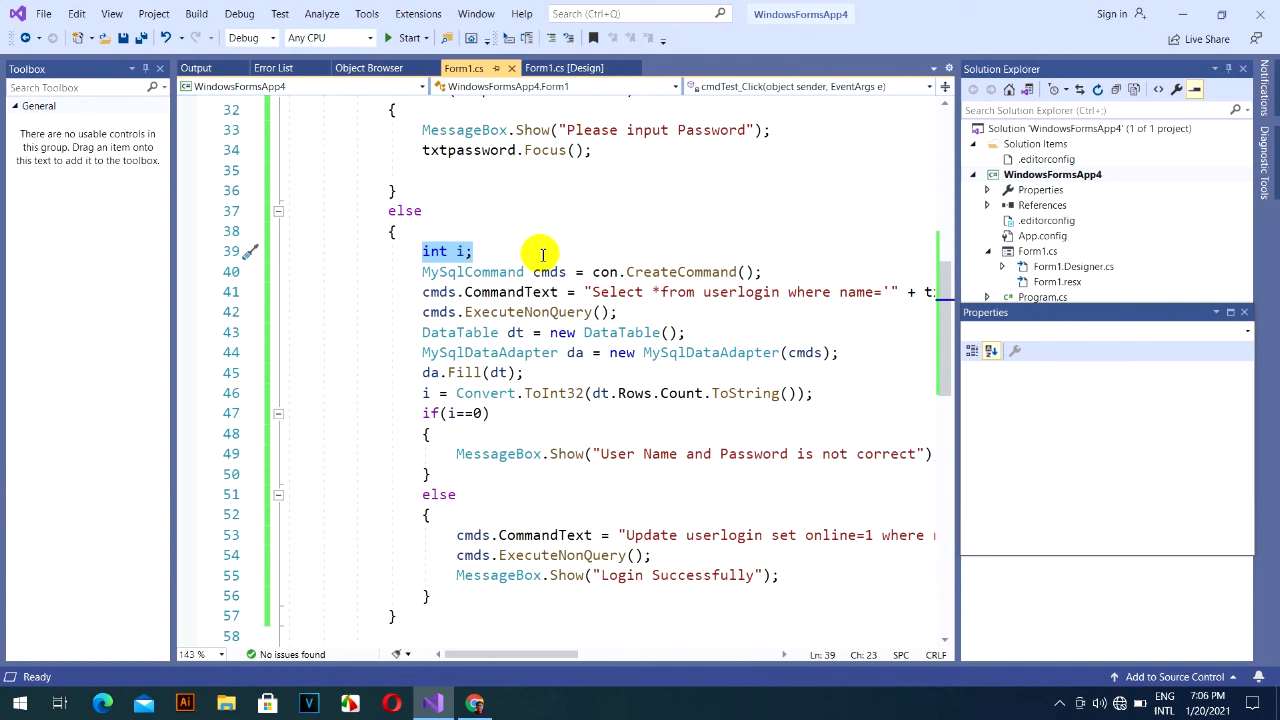 File Edit View Git Project Build Debug Test Analyze Tools Extensions Window Help Search (Ctrl+Q) WindowsFormsApp4 Sign in
Debug Any CPU Start Live Share
Toolbox
Search Toolbox
General
There are no usable controls in
this group. Drag an item onto
this text to add it to the toolbox.
Output Error List Object Browser Form1.cs Form1.cs [Design]
WindowsFormsApp4 WindowsFormsApp4.Form1 cmdTest_Click(object sender, EventArgs e)
32 {
33 MessageBox.Show("Please input Password");
34 txtpassword.Focus();
35
36 }
37 else
38 {
39 int i;
40 MySqlCommand cmds = con.CreateCommand();
41 cmds.CommandText = "Select *from userlogin where name='" + t
42 cmds.ExecuteNonQuery();
43 DataTable dt = new DataTable();
44 MySqlDataAdapter da = new MySqlDataAdapter(cmds);
45 da.Fill(dt);
46 i = Convert.ToInt32(dt.Rows.Count.ToString());
47 if(i==0)
48 {
49 MessageBox.Show("User Name and Password is not correct")
50 }
51 else
52 {
53 cmds.CommandText = "Update userlogin set online=1 where
54 cmds.ExecuteNonQuery();
55 MessageBox.Show("Login Successfully");
56 }
57 }
58
143 % No issues found Ln: 39 Ch: 23 SPC CRLF
Solution Explorer
Search Solution Explorer (Ctrl+;)
Solution 'WindowsFormsApp4' (1 of 1 project)
Solution Items
.editorconfig
WindowsFormsApp4
Properties
References
.editorconfig
App.config
Form1.cs
Form1.Designer.cs
Form1.resx
Program.cs
Properties
Notifications
Diagnostic Tools
Ready Add to Source Control
ENG
INTL
7:06 PM
1/20/2021